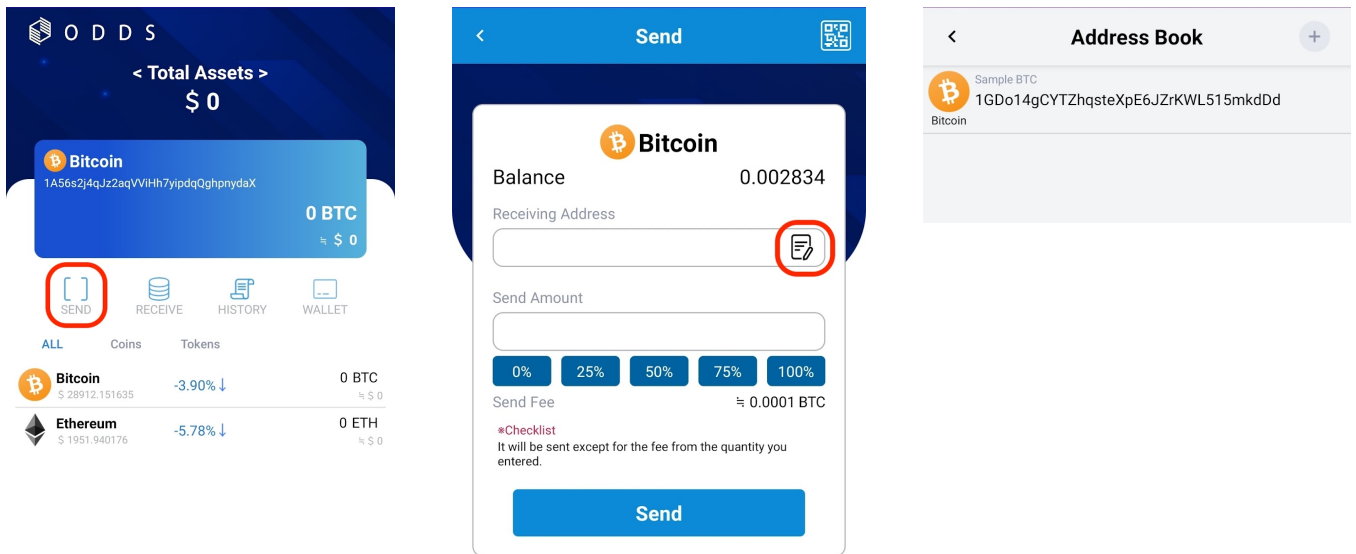 ODDS
< Total Assets >
$ 0
Bitcoin
1A56s2j4qJz2aqVViHh7yipdqQghpnydaX
0 BTC
≒ $ 0
SEND RECEIVE HISTORY WALLET
ALL Coins Tokens
Bitcoin -3.90%↓ 0 BTC
$ 28912.151635 ≒ $ 0
Ethereum -5.78%↓ 0 ETH
$ 1951.940176 ≒ $ 0
Send
Bitcoin
Balance 0.002834
Receiving Address
Send Amount
0% 25% 50% 75% 100%
Send Fee ≒ 0.0001 BTC
※Checklist
It will be sent except for the fee from the quantity you
entered.
Send
Address Book
Sample BTC
1GDo14gCYTZhqsteXpE6JZrKWL515mkdDd
Bitcoin